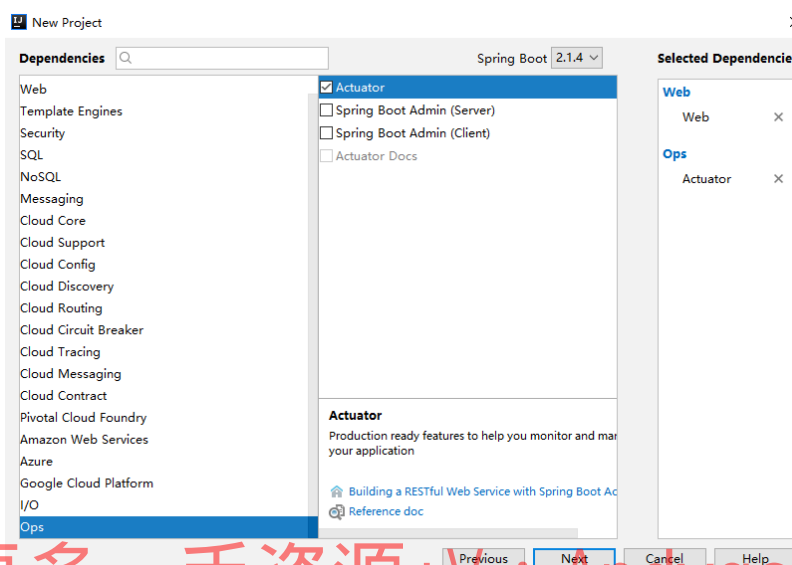 New Project
Dependencies
Spring Boot 2.1.4
Selected Dependencie
Web
Template Engines
Security
SQL
NoSQL
Messaging
Cloud Core
Cloud Support
Cloud Config
Cloud Discovery
Cloud Routing
Cloud Circuit Breaker
Cloud Tracing
Cloud Messaging
Cloud Contract
Pivotal Cloud Foundry
Amazon Web Services
Azure
Google Cloud Platform
I/O
Ops
Actuator
Spring Boot Admin (Server)
Spring Boot Admin (Client)
Actuator Docs
Actuator
Production ready features to help you monitor and mar
your application
Building a RESTful Web Service with Spring Boot Ac
Reference doc
Web
Web
Ops
Actuator
Previous
Next
Cancel
Help